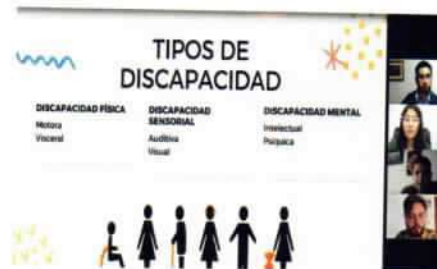 TIPOS DE
DISCAPACIDAD
DISCAPACIDAD FÍSICA
Motora
Visceral
DISCAPACIDAD
SENSORIAL
Auditiva
Visual
DISCAPACIDAD MENTAL
Intelectual
Psíquica